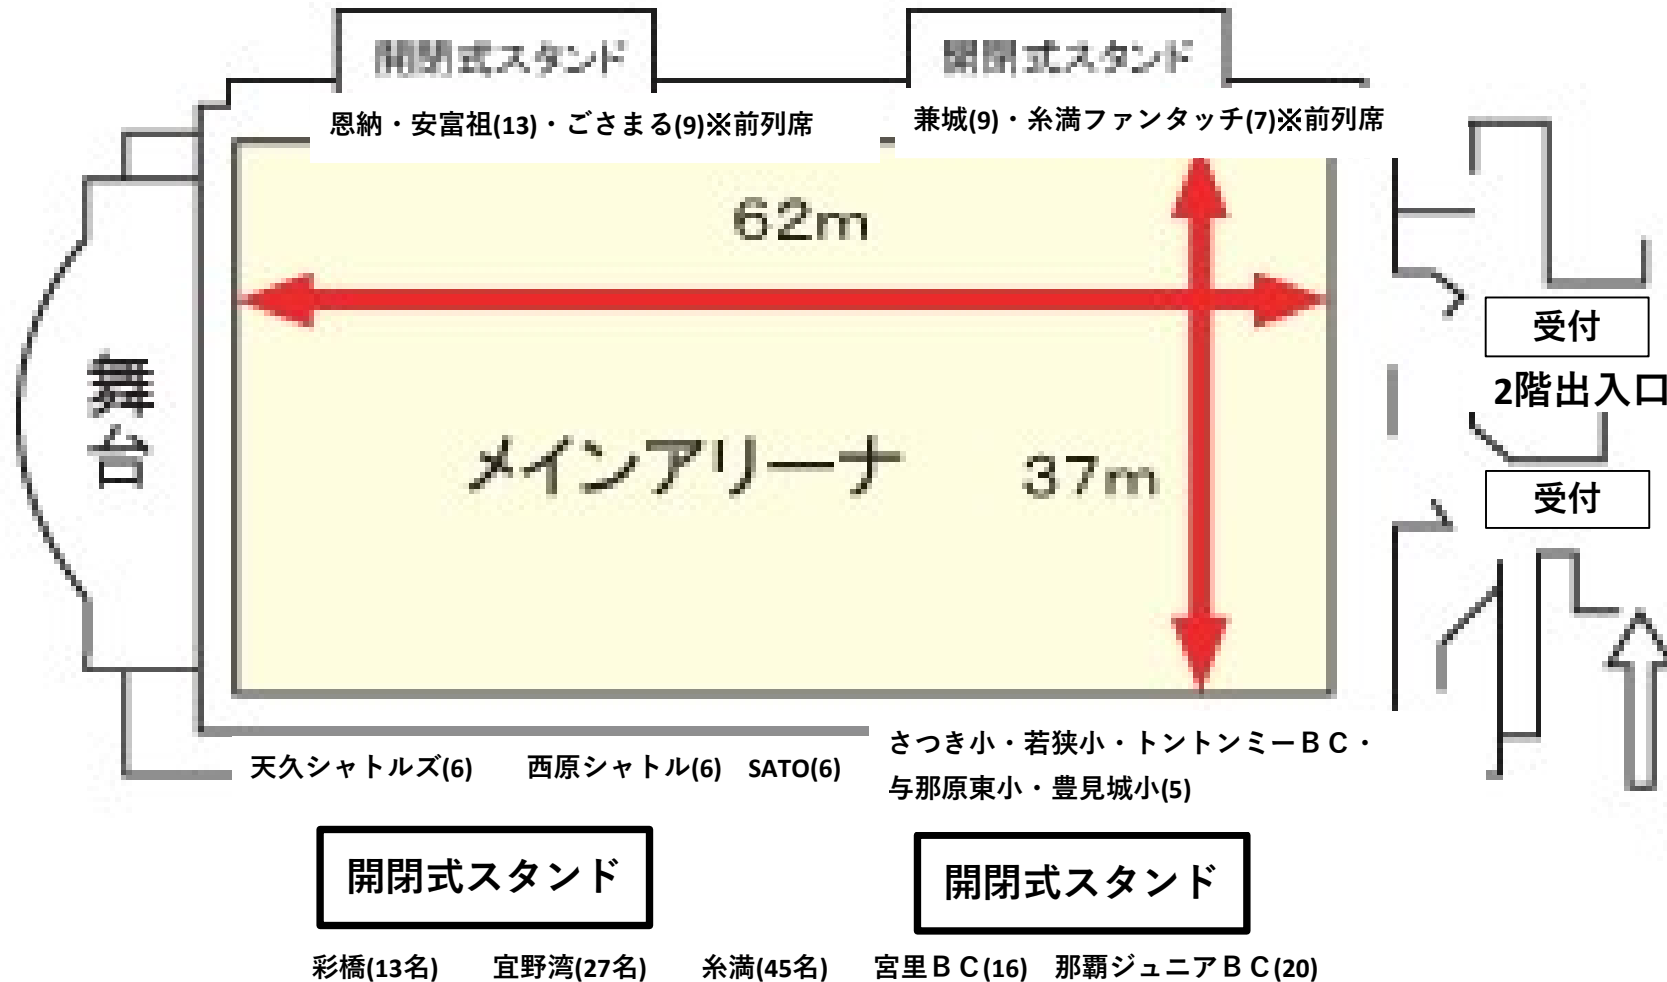 開閉式スタンド
開閉式スタンド
恩納・安富祖(13)・ごさまる(9)※前列席
兼城(9)・糸満ファンタッチ(7)※前列席
62m
受付
2階出入口
舞台
メインアリーナ
37m
受付
さつき小・若狭小・トントンミーＢＣ・
与那原東小・豊見城小(5)
天久シャトルズ(6) 西原シャトル(6) SATO(6)
開閉式スタンド
開閉式スタンド
彩橋(13名) 宜野湾(27名) 糸満(45名) 宮里ＢＣ(16) 那覇ジュニアＢＣ(20)